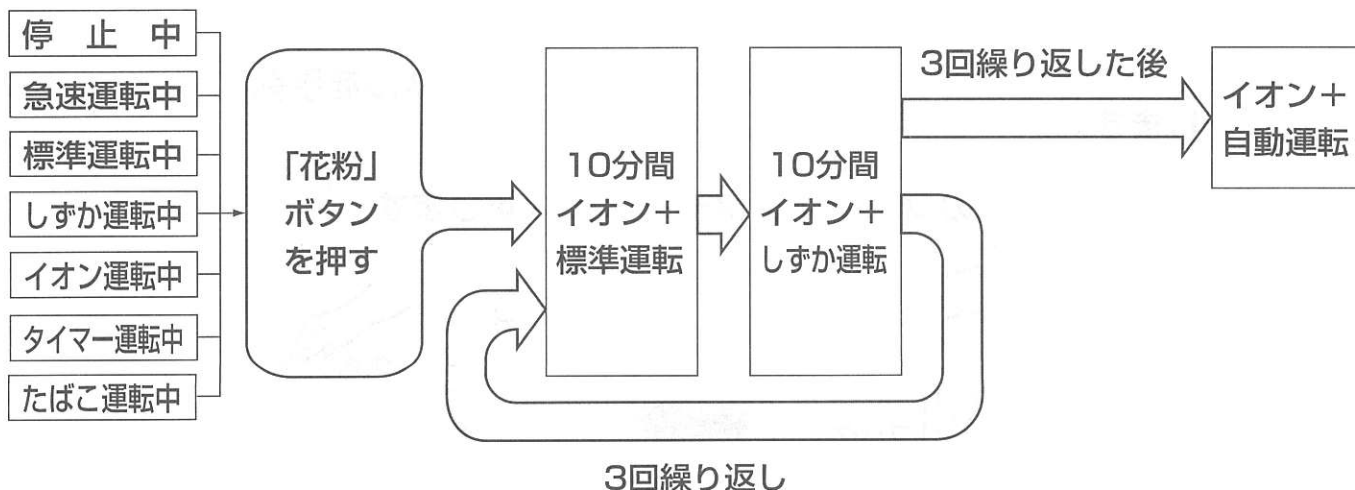 停止中
急速運転中
標準運転中
しずか運転中
イオン運転中
タイマー運転中
たばこ運転中
「花粉」
ボタン
を押す
10分間
イオン+
標準運転
10分間
イオン+
しずか運転
3回繰り返した後
イオン+
自動運転
3回繰り返し